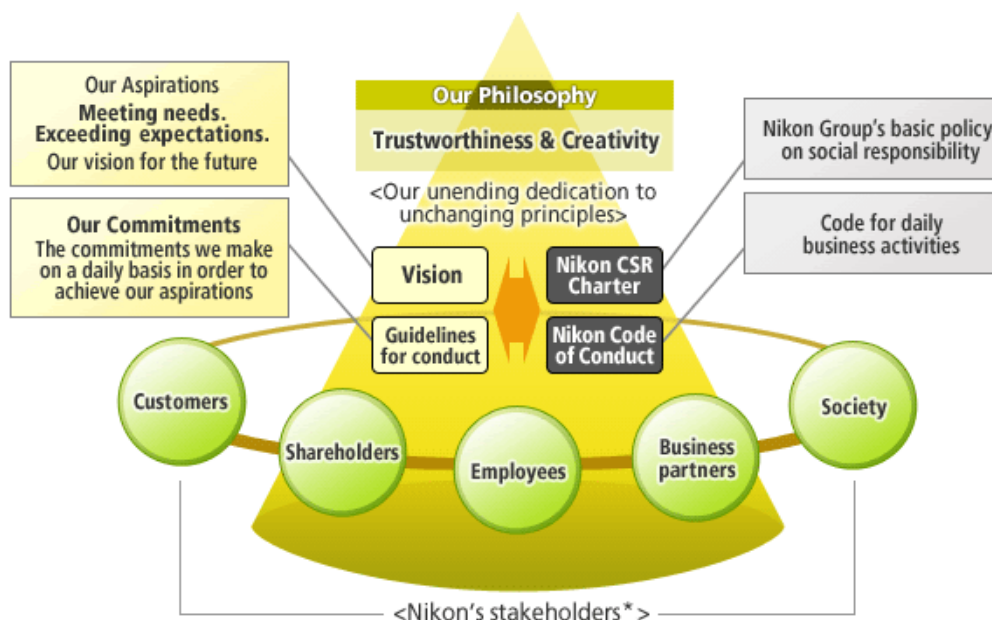 Our Aspirations
Meeting needs.
Exceeding expectations.
Our vision for the future
Our Commitments
The commitments we make
on a daily basis in order to
achieve our aspirations
Our Philosophy
Trustworthiness & Creativity
<Our unending dedication to
unchanging principles>
Vision
Guidelines
for conduct
Nikon CSR
Charter
Nikon Code
of Conduct
Nikon Group's basic policy
on social responsibility
Code for daily
business activities
Customers
Shareholders
Employees
Business
partners
Society
<Nikon's stakeholders* >